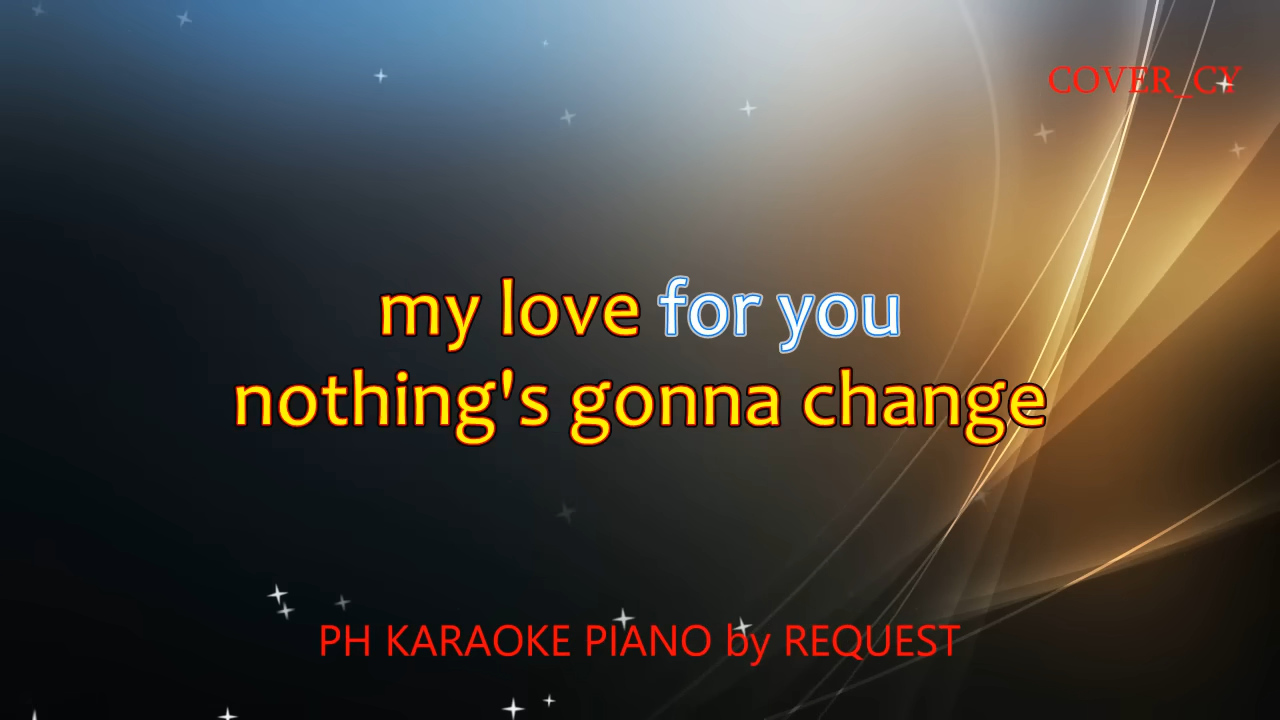 COVER_CY
my love for you
nothing's gonna change
PH KARAOKE PIANO by REQUEST